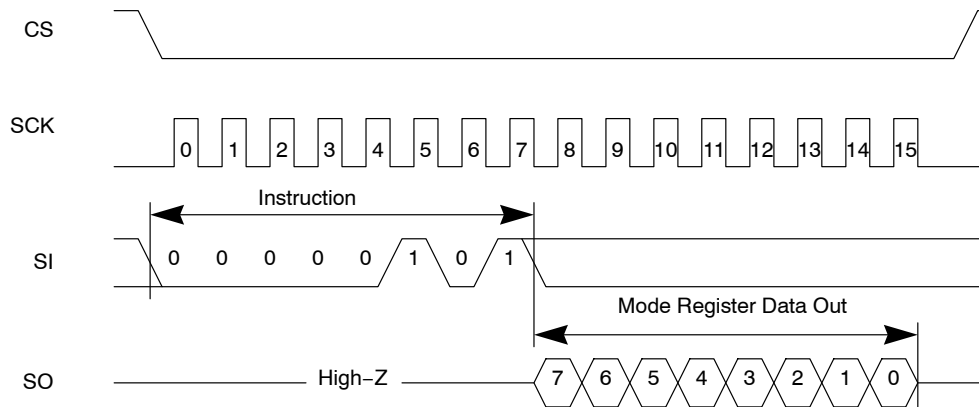 CS
SCK
0 1 2 3 4 5 6 7 8 9 10 11 12 13 14 15
Instruction
SI
0 0 0 0 0 1 0 1
Mode Register Data Out
SO
High−Z
7 6 5 4 3 2 1 0